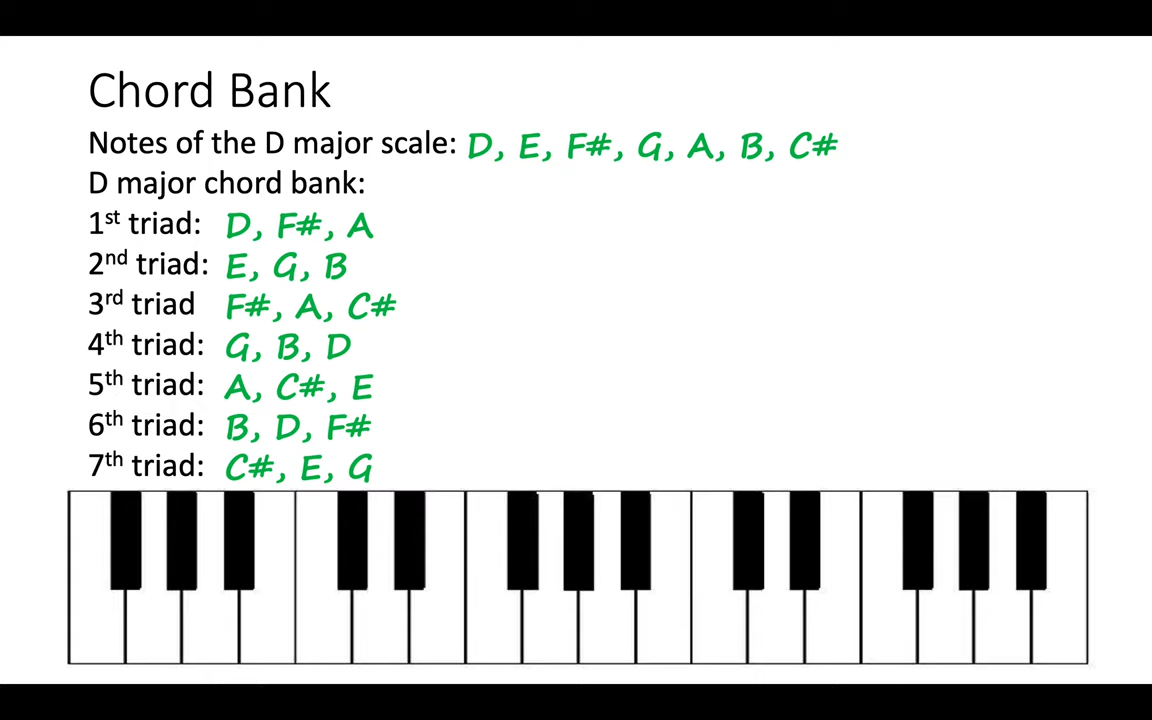 Chord Bank
Notes of the D major scale: D, E, F#, G, A, B, C#
D major chord bank:
1st triad: D, F#, A
2nd triad: E, G, B
3rd triad F#, A, C#
4th triad: G, B, D
5th triad: A, C#, E
6th triad: B, D, F#
7th triad: C#, E, G